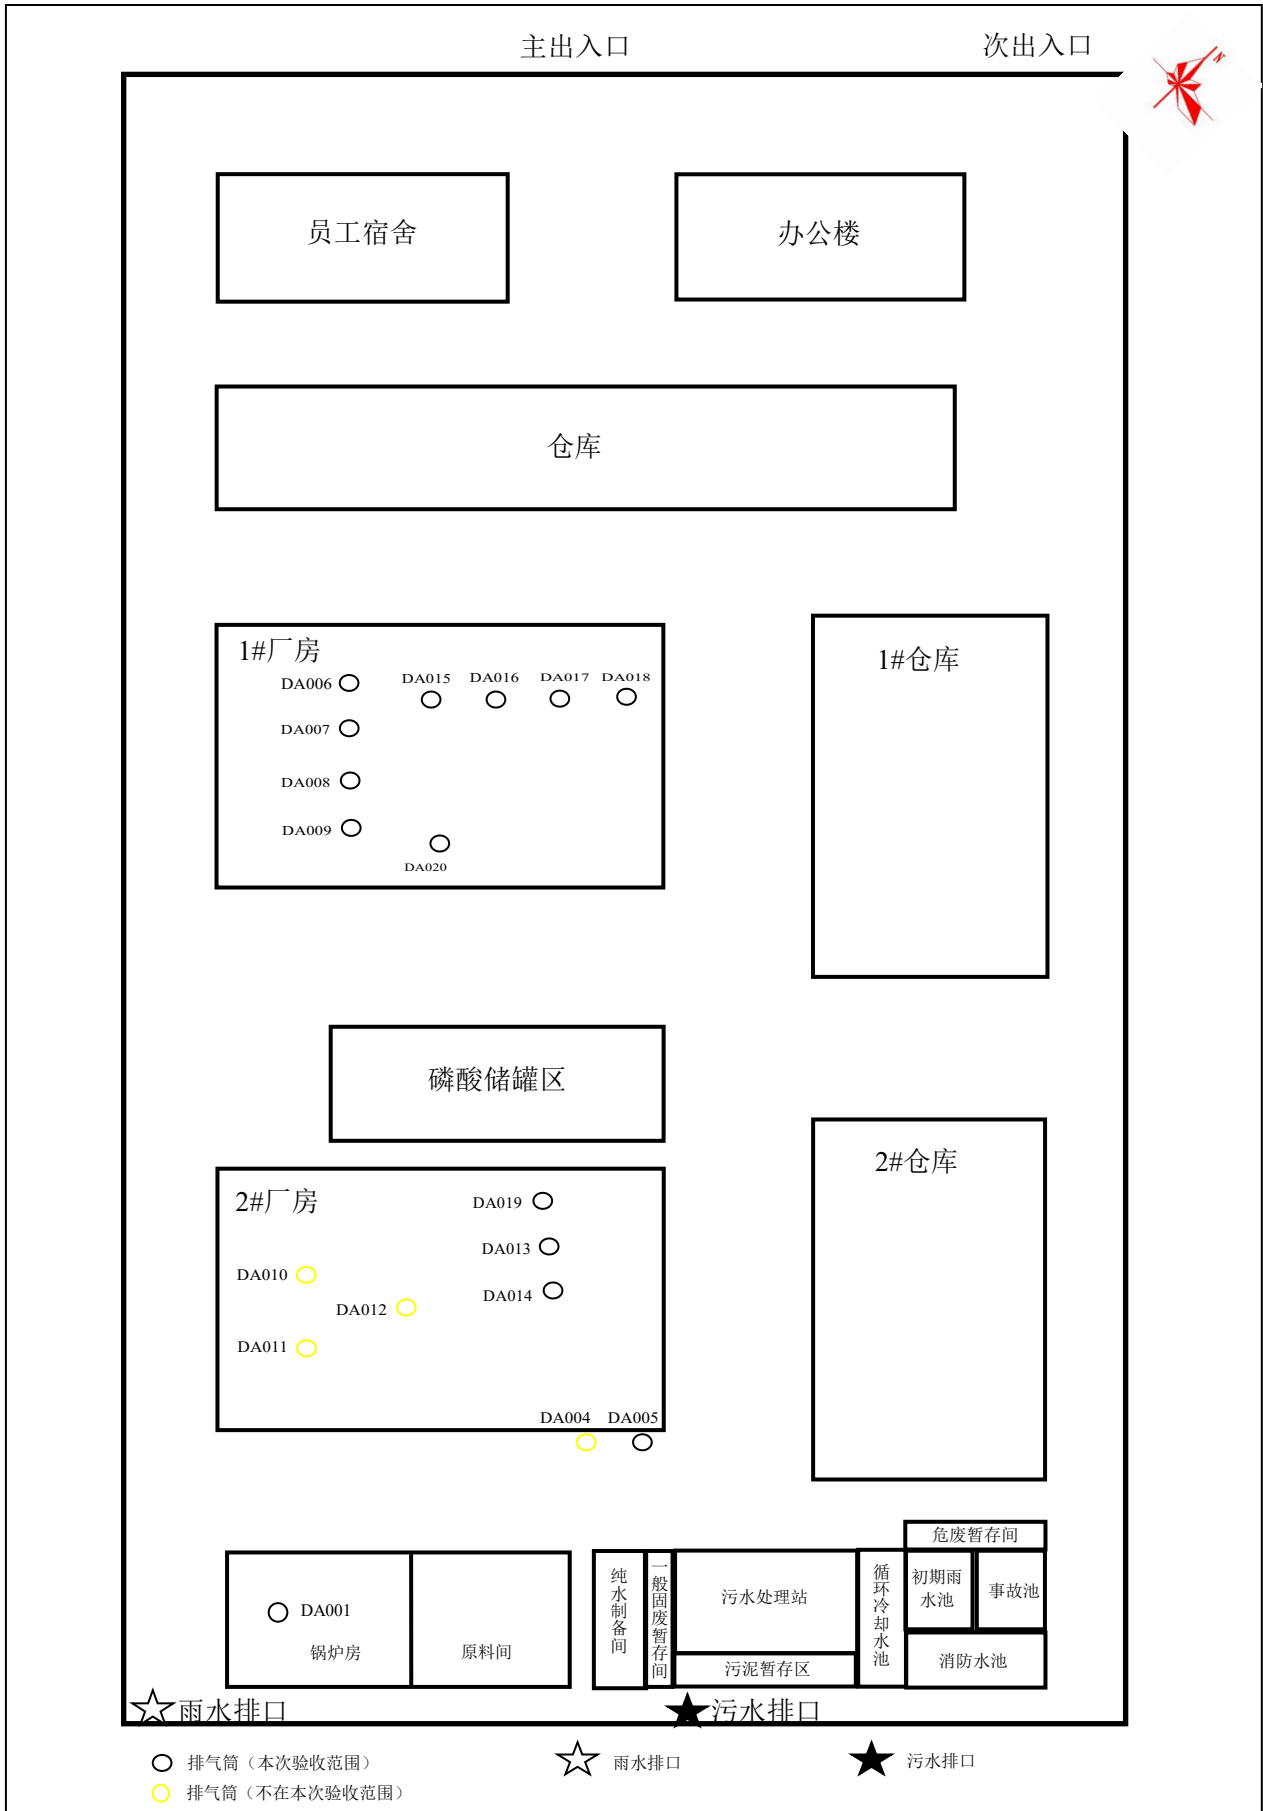 主出入口
次出入口
N
员工宿舍
办公楼
仓库
1#厂房
DA006
DA015
DA016
DA017
DA018
DA007
DA008
DA009
DA020
1#仓库
磷酸储罐区
2#厂房
DA019
DA013
DA010
DA014
DA012
DA011
DA004
DA005
2#仓库
危废暂存间
DA001
锅炉房
原料间
纯水制备间
一般固废暂存间
污水处理站
污泥暂存区
循环冷却水池
初期雨
水池
事故池
消防水池
雨水排口
污水排口
排气筒（本次验收范围）
雨水排口
污水排口
排气筒（不在本次验收范围）